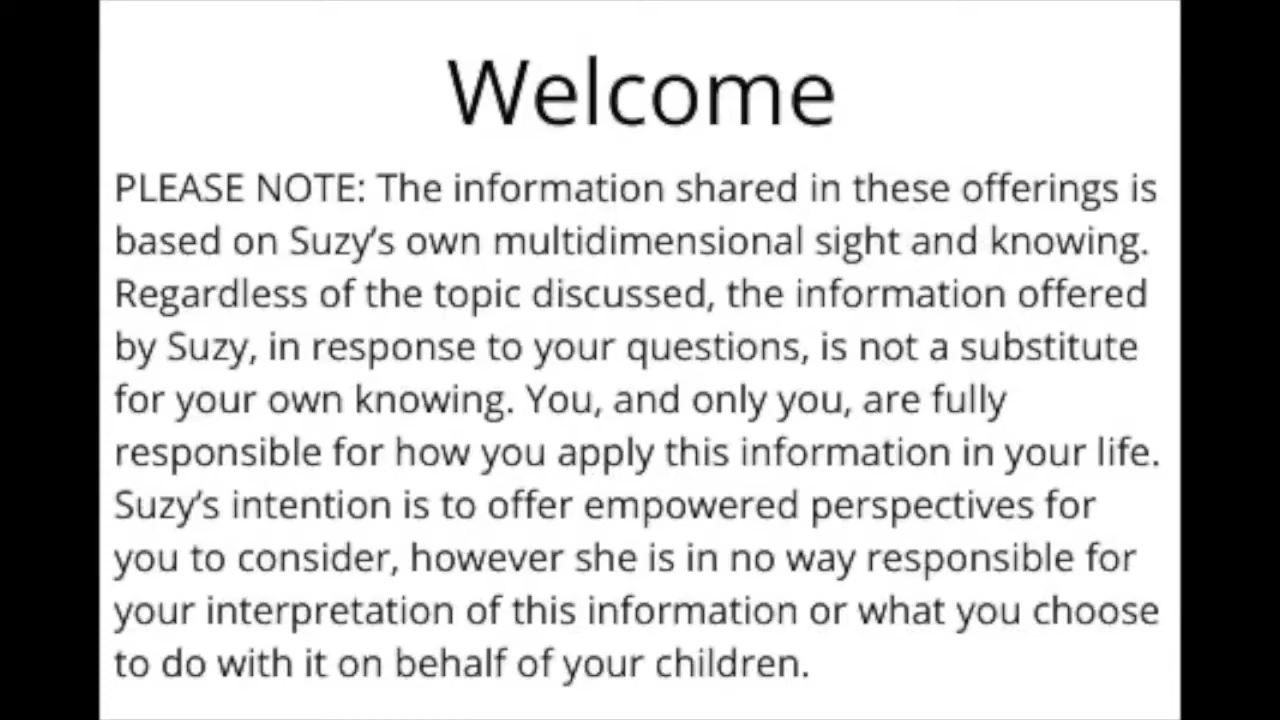 Welcome
PLEASE NOTE: The information shared in these offerings is
based on Suzy’s own multidimensional sight and knowing.
Regardless of the topic discussed, the information offered
by Suzy, in response to your questions, is not a substitute
for your own knowing. You, and only you, are fully
responsible for how you apply this information in your life.
Suzy’s intention is to offer empowered perspectives for
you to consider, however she is in no way responsible for
your interpretation of this information or what you choose
to do with it on behalf of your children.